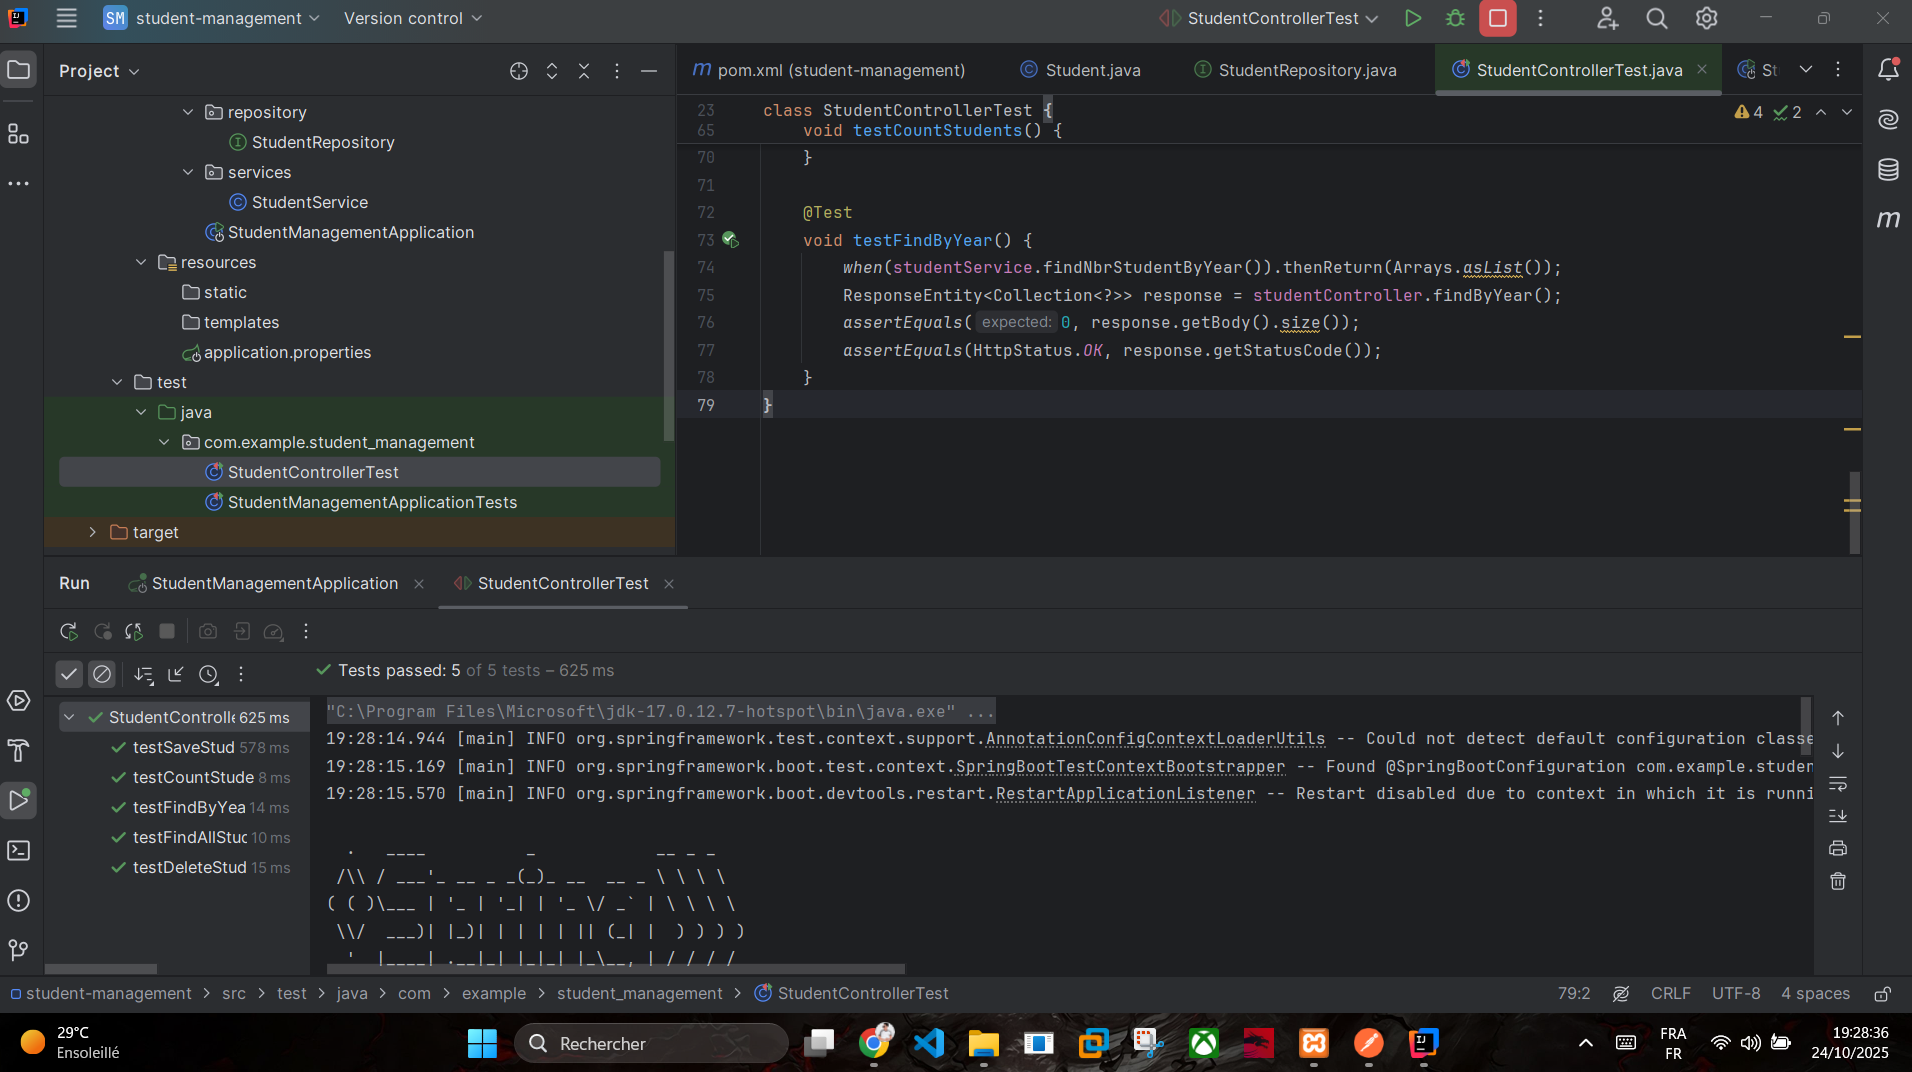 SM student-management Version control StudentControllerTest
Project
pom.xml (student-management) Student.java StudentRepository.java StudentControllerTest.java St
repository
StudentRepository
services
StudentService
StudentManagementApplication
resources
static
templates
application.properties
test
java
com.example.student_management
StudentControllerTest
StudentManagementApplicationTests
target
23 class StudentControllerTest {
4 2
65 void testCountStudents() {
70 }
71
72 @Test
73 void testFindByYear() {
74 when(studentService.findNbrStudentByYear()).thenReturn(Arrays.asList());
75 ResponseEntity<Collection<?>> response = studentController.findByYear();
76 assertEquals( expected: 0, response.getBody().size());
77 assertEquals(HttpStatus.OK, response.getStatusCode());
78 }
79 }
Run StudentManagementApplication StudentControllerTest
Tests passed: 5 of 5 tests – 625 ms
StudentControlle 625 ms
testSaveStud 578 ms
testCountStude 8 ms
testFindByYea 14 ms
testFindAllStuc 10 ms
testDeleteStud 15 ms
"C:\Program Files\Microsoft\jdk-17.0.12.7-hotspot\bin\java.exe" ...
19:28:14.944 [main] INFO org.springframework.test.context.support.AnnotationConfigContextLoaderUtils -- Could not detect default configuration classe
19:28:15.169 [main] INFO org.springframework.boot.test.context.SpringBootTestContextBootstrapper -- Found @SpringBootConfiguration com.example.studen
19:28:15.570 [main] INFO org.springframework.boot.devtools.restart.RestartApplicationListener -- Restart disabled due to context in which it is runni
  .   ____          _            __ _ _
 /\\ / ___'_ __ _ _(_)_ __  __ _ \ \ \ \
( ( )\___ | '_ | '_| | '_ \/ _` | \ \ \ \
 \\/  ___)| |_)| | | | | || (_| |  ) ) ) )
  '  |____| .__|_| |_|_| |_\__, | / / / /
student-management > src > test > java > com > example > student_management > StudentControllerTest
79:2 CRLF UTF-8 4 spaces
29°C
Ensoleillé
Rechercher
FRA
FR
19:28:36
24/10/2025